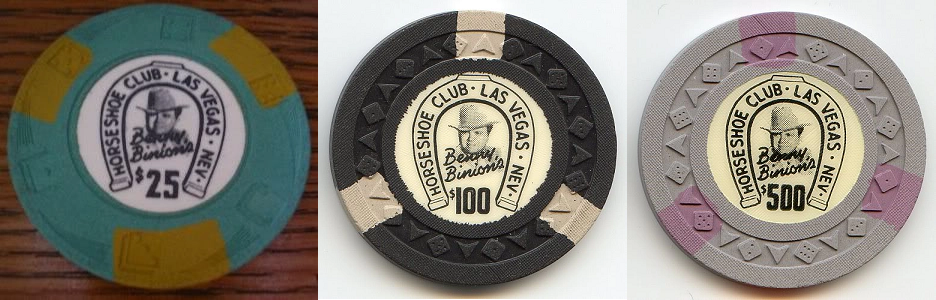 HORSESHOE CLUB · LAS VEGAS · NEV.
Benny
Binion's
$25
HORSESHOE CLUB · LAS VEGAS · NEV.
Benny
Binion's
$100
HORSESHOE CLUB · LAS VEGAS · NEV.
Benny
Binion's
$500